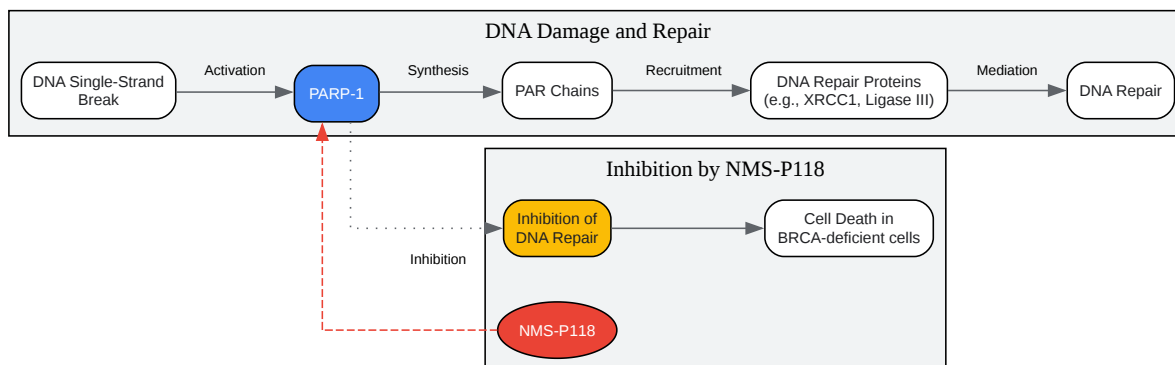 DNA Damage and Repair
DNA Single-Strand
Break
Activation
PARP-1
Synthesis
PAR Chains
Recruitment
DNA Repair Proteins
(e.g., XRCC1, Ligase III)
Mediation
DNA Repair
Inhibition by NMS-P118
Inhibition
Inhibition of
DNA Repair
Cell Death in
BRCA-deficient cells
NMS-P118